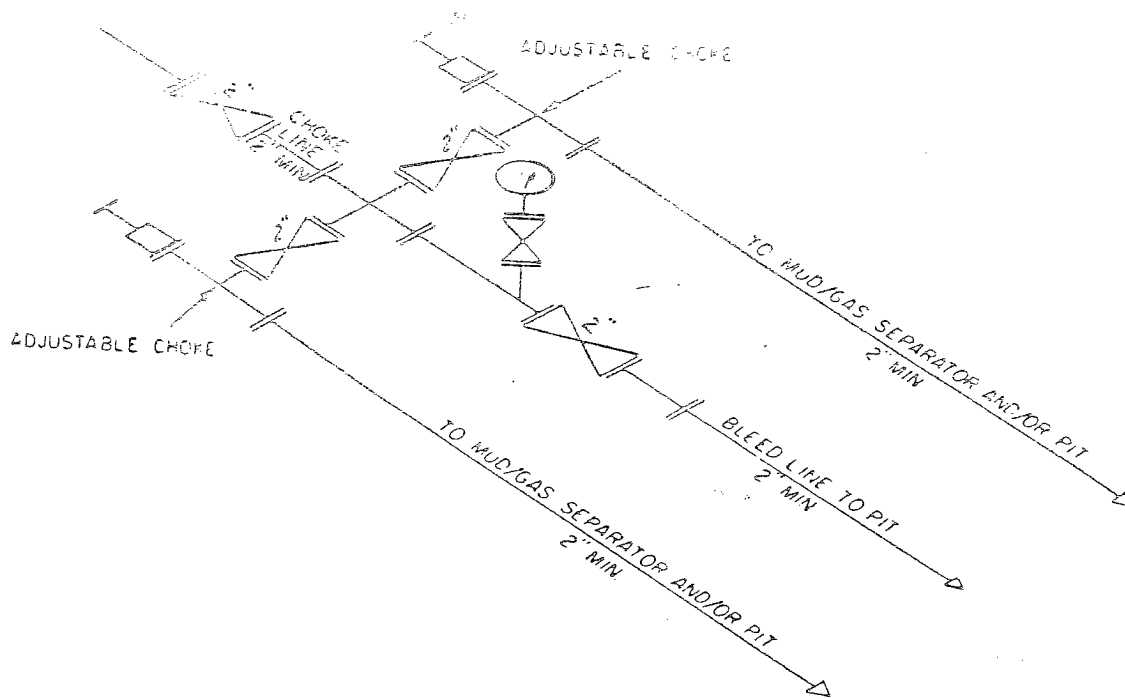 ADJUSTABLE CHOKE
2"
CHOKE
LINE
2" MIN
2"
2"
ADJUSTABLE CHOKE
2"
TO MUD/GAS SEPARATOR AND/OR PIT
2" MIN
BLEED LINE TO PIT
2" MIN
TO MUD/GAS SEPARATOR AND/OR PIT
2" MIN.